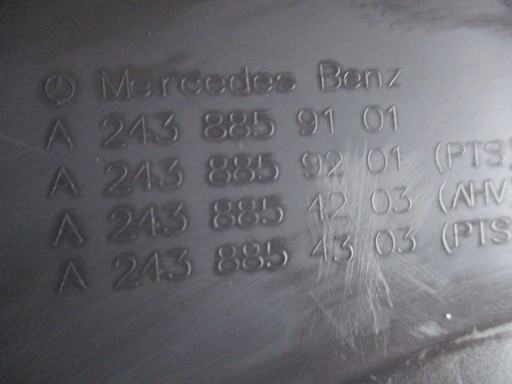 Mercedes Benz
A 243 885 91 01
A 243 885 92 01 (PTS)
A 243 885 42 03 (AHV
A 243 885 43 03 (PTS